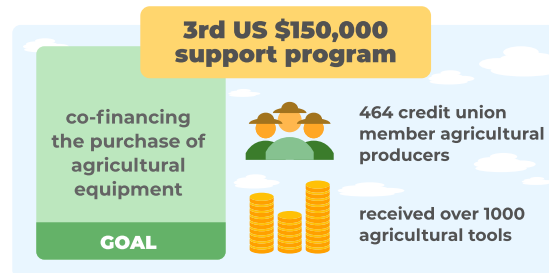 3rd US $150,000
support program
co-financing
the purchase of
agricultural
equipment
GOAL
464 credit union
member agricultural
producers
received over 1000
agricultural tools